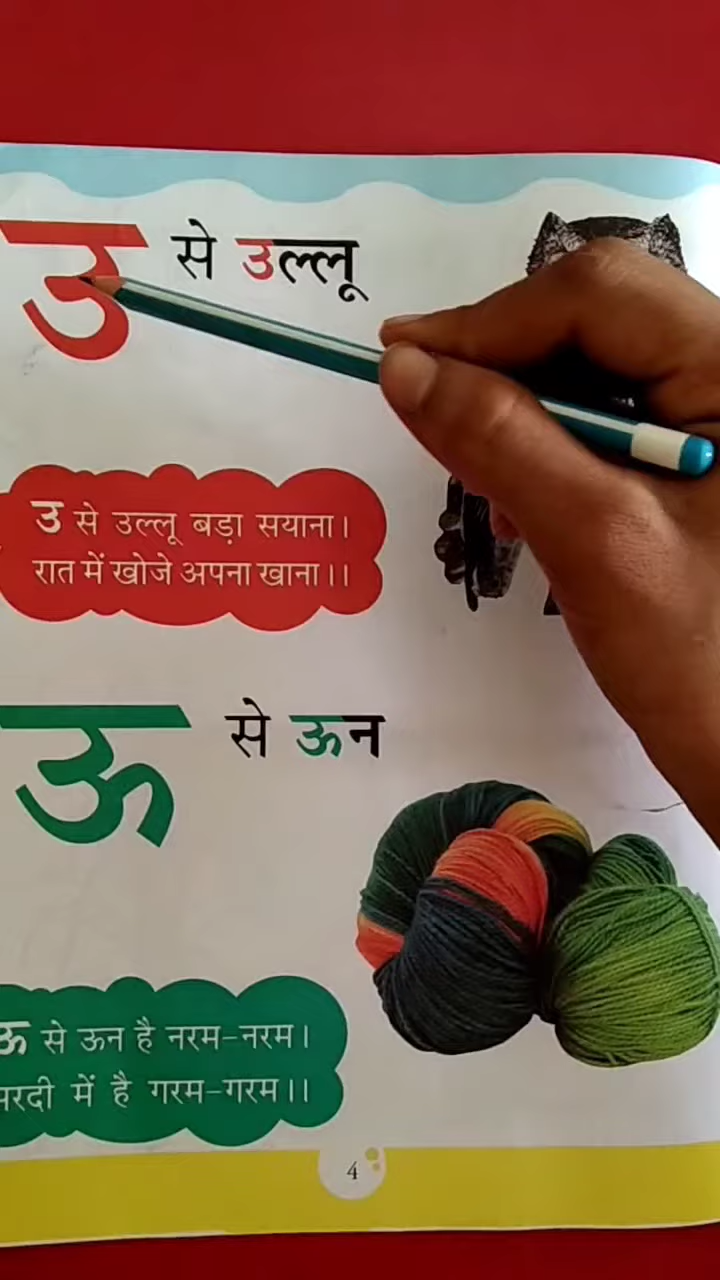 उ से उल्लू
उ से उल्लू बड़ा सयाना।
रात में खोजे अपना खाना।।
ऊ से ऊन
ऊ से ऊन है नरम-नरम।
सरदी में है गरम-गरम।।
4